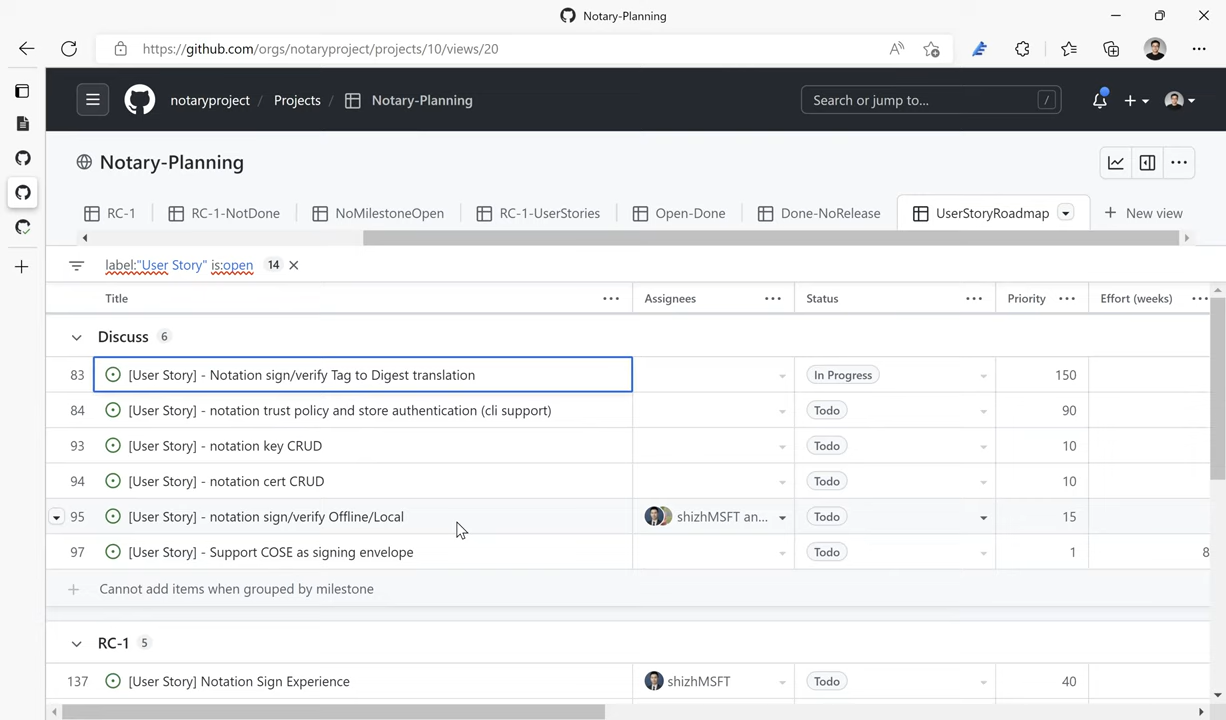 Notary-Planning
https://github.com/orgs/notaryproject/projects/10/views/20
notaryproject / Projects / Notary-Planning
Search or jump to... /
Notary-Planning
RC-1 RC-1-NotDone NoMilestoneOpen RC-1-UserStories Open-Done Done-NoRelease UserStoryRoadmap + New view
label:"User Story" is:open 14
Title Assignees Status Priority Effort (weeks)
Discuss 6
83 [User Story] - Notation sign/verify Tag to Digest translation In Progress 150
84 [User Story] - notation trust policy and store authentication (cli support) Todo 90
93 [User Story] - notation key CRUD Todo 10
94 [User Story] - notation cert CRUD Todo 10
95 [User Story] - notation sign/verify Offline/Local shizhMSFT an... Todo 15
97 [User Story] - Support COSE as signing envelope Todo 1 8
+ Cannot add items when grouped by milestone
RC-1 5
137 [User Story] Notation Sign Experience shizhMSFT Todo 40